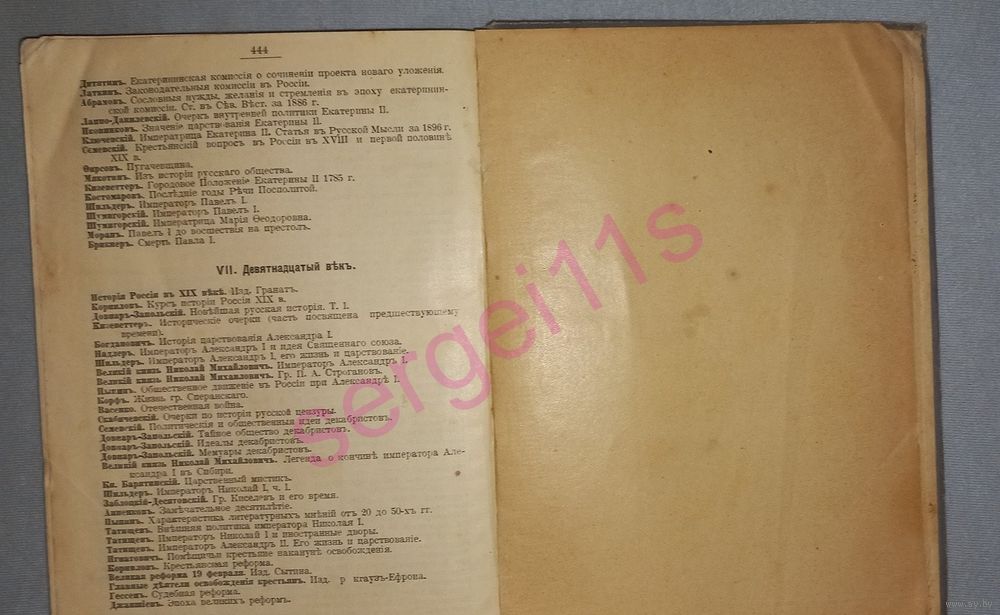 444
Дитятинъ. Екатерининская комиссія о сочиненіи проекта новаго уложенія.
Латкинъ. Законодательныя комиссіи въ Россіи.
Абрамовъ. Сословныя нужды, желанія и стремленія въ эпоху екатеринин-
ской комиссіи. Ст. въ Сѣв. Вѣст. за 1886 г.
Лаппо-Данилевскій. Очеркъ внутренней политики Екатерины II.
Иконниковъ. Значеніе царствованія Екатерины II.
Ключевскій. Императрица Екатерина II. Статья въ Русской Мысли за 1896 г.
Семевскій. Крестьянскій вопросъ въ Россіи въ XVIII и первой половинѣ
XIX в.
Фирсовъ. Пугачевщина.
Мякотинъ. Изъ исторіи русскаго общества.
Кизеветтеръ. Городовое Положеніе Екатерины II 1785 г.
Костомаровъ. Послѣдніе годы Рѣчи Посполитой.
Шильдеръ. Императоръ Павелъ I.
Шумигорскій. Императоръ Павелъ I.
Шумигорскій. Императрица Марія Ѳеодоровна.
Моранъ. Павелъ I до восшествія на престолъ.
Брикнеръ. Смерть Павла I.
VII. Девятнадцатый вѣкъ.
Исторія Россіи въ XIX вѣкѣ. Изд. Гранатъ.
Корниловъ. Курсъ исторіи Россіи XIX в.
Довнаръ-Запольскій. Новѣйшая русская исторія. Т. I.
Кизеветтеръ. Историческіе очерки (часть посвящена предшествующему
времени).
Богдановичъ. Исторія царствованія Александра I.
Надлеръ. Императоръ Александръ I и идея Священнаго союза.
Шильдеръ. Императоръ Александръ I, его жизнь и царствованіе.
Великій князь Николай Михайловичъ. Императоръ Александръ I.
Великій князь Николай Михайловичъ. Гр. П. А. Строгановъ.
Пыпинъ. Общественное движеніе въ Россіи при Александрѣ I.
Корфъ. Жизнь гр. Сперанскаго.
Васенко. Отечественная война.
Скабичевскій. Очерки по исторіи русской цензуры.
Семевскій. Политическія и общественныя идеи декабристовъ.
Довнаръ-Запольскій. Тайное общество декабристовъ.
Довнаръ-Запольскій. Идеалы декабристовъ.
Довнаръ-Запольскій. Мемуары декабристовъ.
Великій князь Николай Михайловичъ. Легенда о кончинѣ императора Але-
ксандра I въ Сибири.
Кн. Барятинскій. Царственный мистикъ.
Шильдеръ. Императоръ Николай I, ч. I.
Заблоцкій-Десятовскій. Гр. Киселевъ и его время.
Анненковъ. Замѣчательное десятилѣтіе.
Пыпинъ. Характеристика литературныхъ мнѣній отъ 20 до 50-хъ гг.
Татищевъ. Внѣшняя политика императора Николая I.
Татищевъ. Императоръ Николай I и иностранные дворы.
Татищевъ. Императоръ Александръ II. Его жизнь и царствованіе.
Игнатовичъ. Помѣщичьи крестьяне наканунѣ освобожденія.
Корниловъ. Крестьянская реформа.
Великая реформа 19 февраля. Изд. Сытина.
Главные дѣятели освобожденія крестьянъ. Изд. р кгаузъ-Ефрона.
Гессенъ. Судебная реформа.
Джаншіевъ. Эпоха великихъ реформъ.
sergei11s
www.ay.by